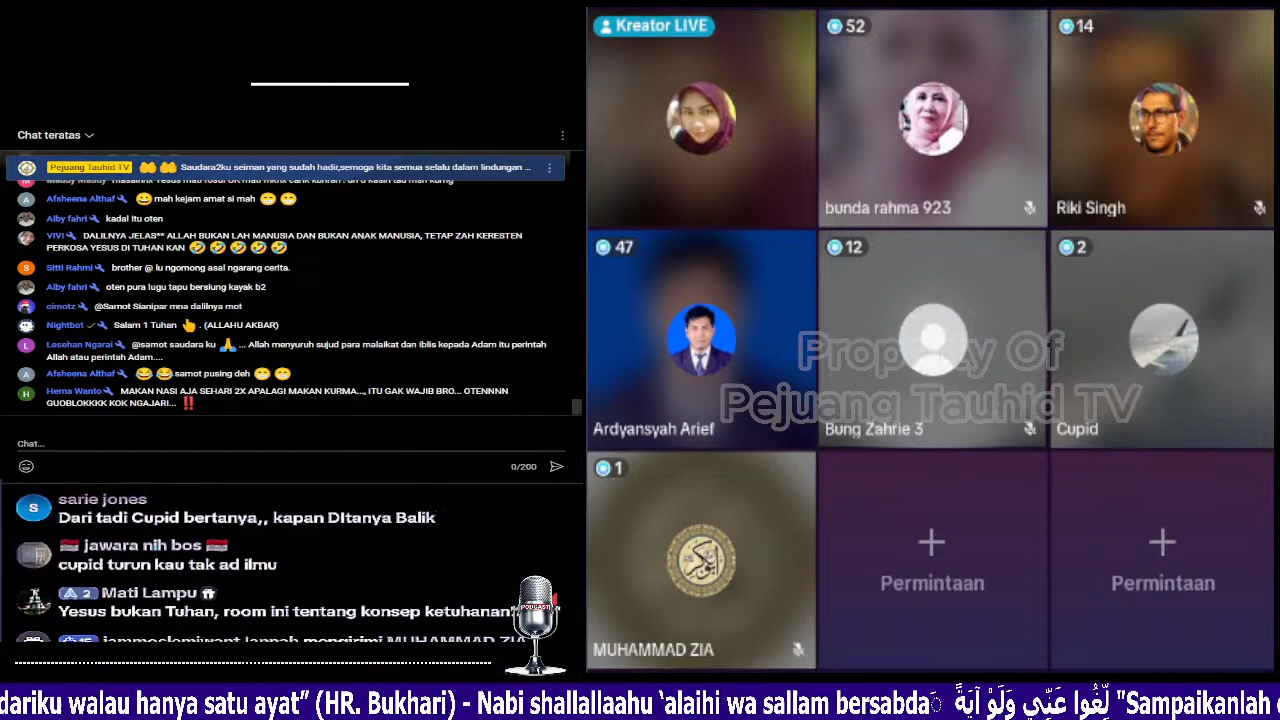 Chat teratas
Pejuang Tauhid TV Saudara2ku seiman yang sudah hadir,semoga kita semua selalu dalam lindungan ...
Afsheena Althaf 😀 mah kejam amat si mah 😁 😁
Alby fahri kadal itu oten
VIVI DALILNYA JELAS** ALLAH BUKAN LAH MANUSIA DAN BUKAN ANAK MANUSIA, TETAP ZAH KERESTEN
PERKOSA YESUS DI TUHAN KAN 🤣 🤣 🤣 🤣 🤣
S Sitti Rahmi brother @ lu ngomong asal ngarang cerita.
Alby fahri oten pura lugu tapu bersiung kayak b2
cimotz @Samot Sianipar mna dalilnya mot
Nightbot Salam 1 Tuhan 👆 . (ALLAHU AKBAR)
L Lesehan Ngarai @samot saudara ku 🙏 ... Allah menyuruh sujud para malaikat dan iblis kepada Adam itu perintah
Allah atau perintah Adam....
A Afsheena Althaf 😂 😂 samot pusing deh 😁 😁
H Hema Wanto MAKAN NASI AJA SEHARI 2X APALAGI MAKAN KURMA..., ITU GAK WAJIB BRO... OTENNNN
GUOBLOKKKK KOK NGAJARI... ‼️
Chat...
0/200
S sarie jones
Dari tadi Cupid bertanya,, kapan DItanya Balik
🇮🇩 jawara nih bos 🇮🇩
cupid turun kau tak ad ilmu
2 Mati Lampu
Yesus bukan Tuhan, room ini tentang konsep ketuhanan
PODCAST
Kreator LIVE
52
bunda rahma 923
14
Riki Singh
47
Ardyansyah Arief
12
Bung Zahrie 3
2
Cupid
Property Of
Pejuang Tauhid TV
1
MUHAMMAD ZIA
Permintaan
Permintaan
dariku walau hanya satu ayat” (HR. Bukhari) - Nabi shallallaahu ‘alaihi wa sallam bersabda لِّغُوا عَنِّي وَلَوْ آيَةً "Sampaikanlah